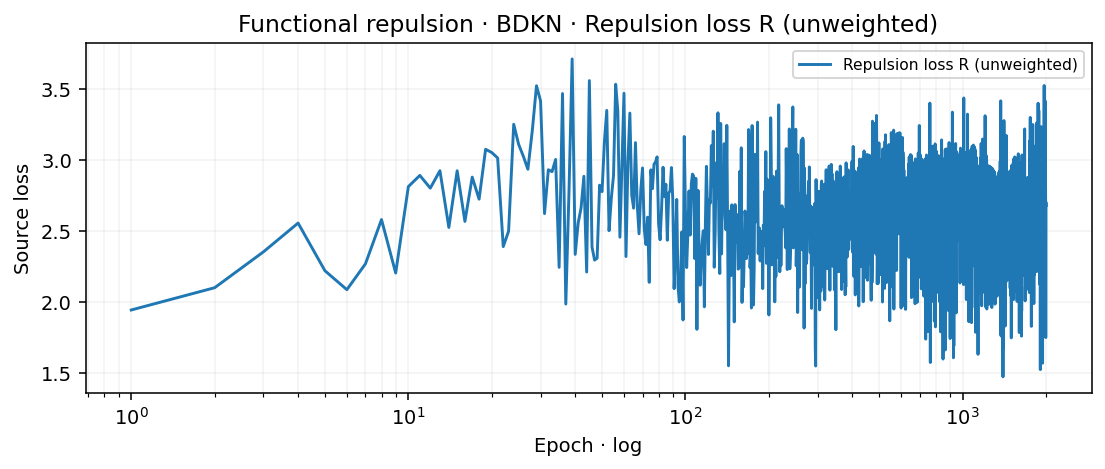 Functional repulsion · BDKN · Repulsion loss R (unweighted)
Repulsion loss R (unweighted)
Source loss
3.5
3.0
2.5
2.0
1.5
10⁰ 10¹ 10² 10³
Epoch · log